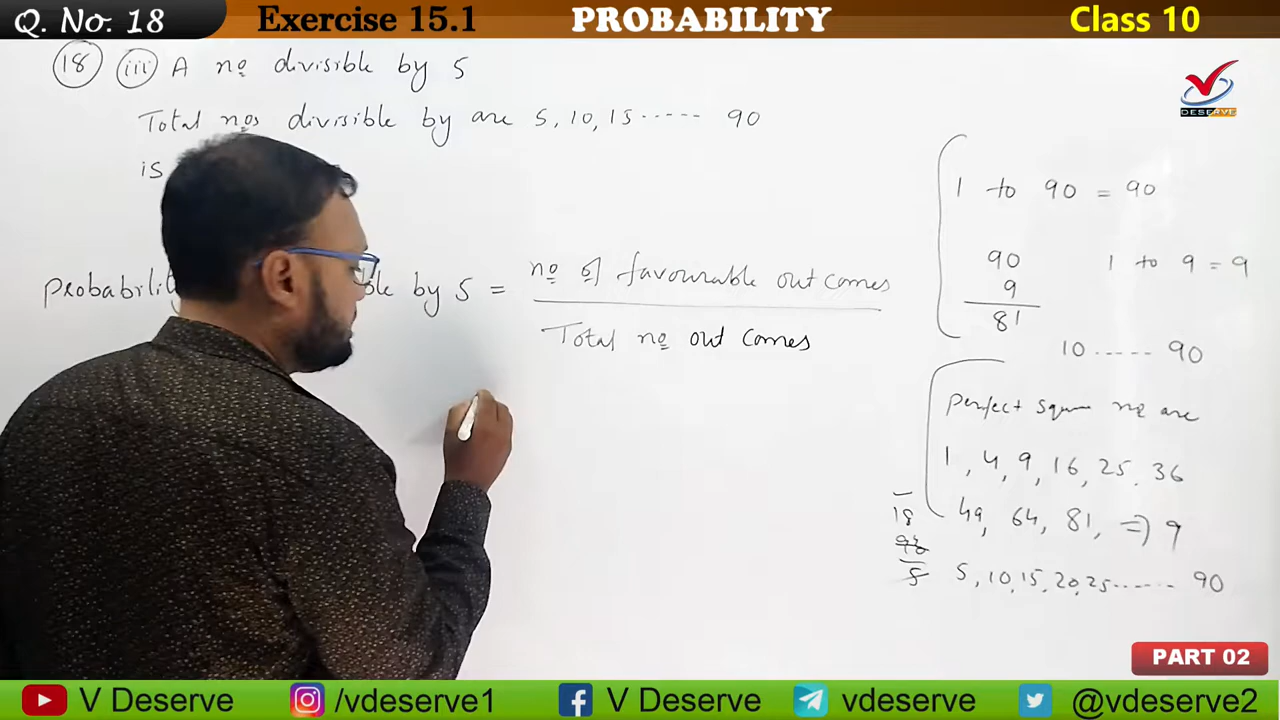 Q. No. 18 Exercise 15.1 PROBABILITY Class 10
18 iii A no divisible by 5
DESERVE
Total nos divisible by are 5, 10, 15 ..... 90
is
1 to 90 = 90
90 1 to 9 = 9
9
81
10 ..... 90
by 5 = no of favourable out comes
Total no out comes
perfect square no are
1, 4, 9, 16, 25, 36
49, 64, 81, => 9
18
90
5
5, 10, 15, 20, 25 ...... 90
PART 02
V Deserve /vdeserve1 V Deserve vdeserve @vdeserve2